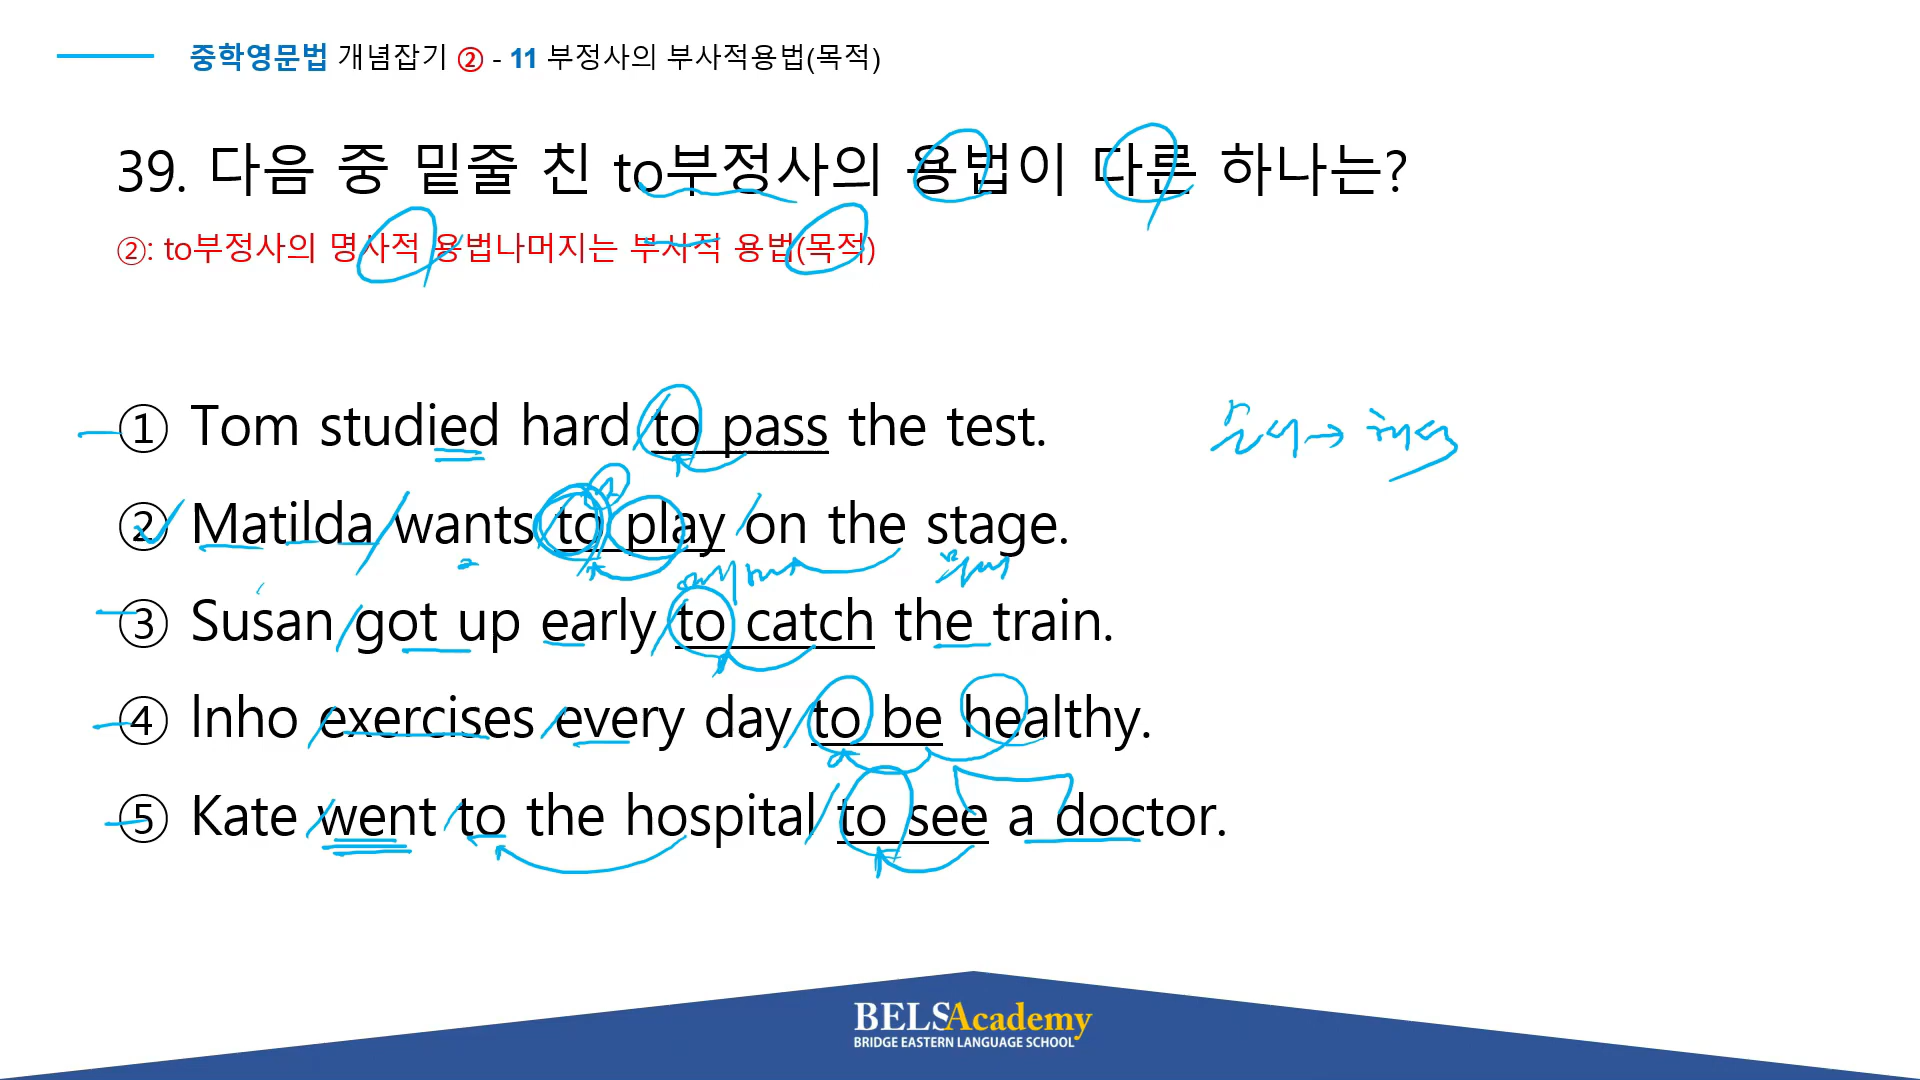 중학영문법 개념잡기 ② - 11 부정사의 부사적용법(목적)
39. 다음 중 밑줄 친 to부정사의 용법이 다른 하나는?
②: to부정사의 명사적 용법나머지는 부사적 용법(목적)
① Tom studied hard to pass the test.
② Matilda wants to play on the stage.
③ Susan got up early to catch the train.
④ Inho exercises every day to be healthy.
⑤ Kate went to the hospital to see a doctor.
BELSAcademy
BRIDGE EASTERN LANGUAGE SCHOOL